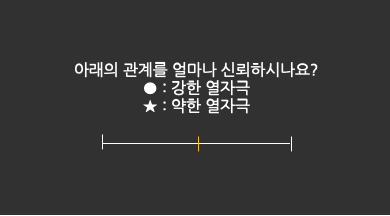 아래의 관계를 얼마나 신뢰하시나요?
● : 강한 열자극
★ : 약한 열자극